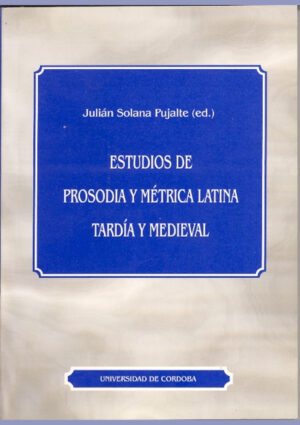 Julián Solana Pujalte (ed.)
ESTUDIOS DE
PROSODIA Y MÉTRICA LATINA
TARDÍA Y MEDIEVAL
UNIVERSIDAD DE CORDOBA